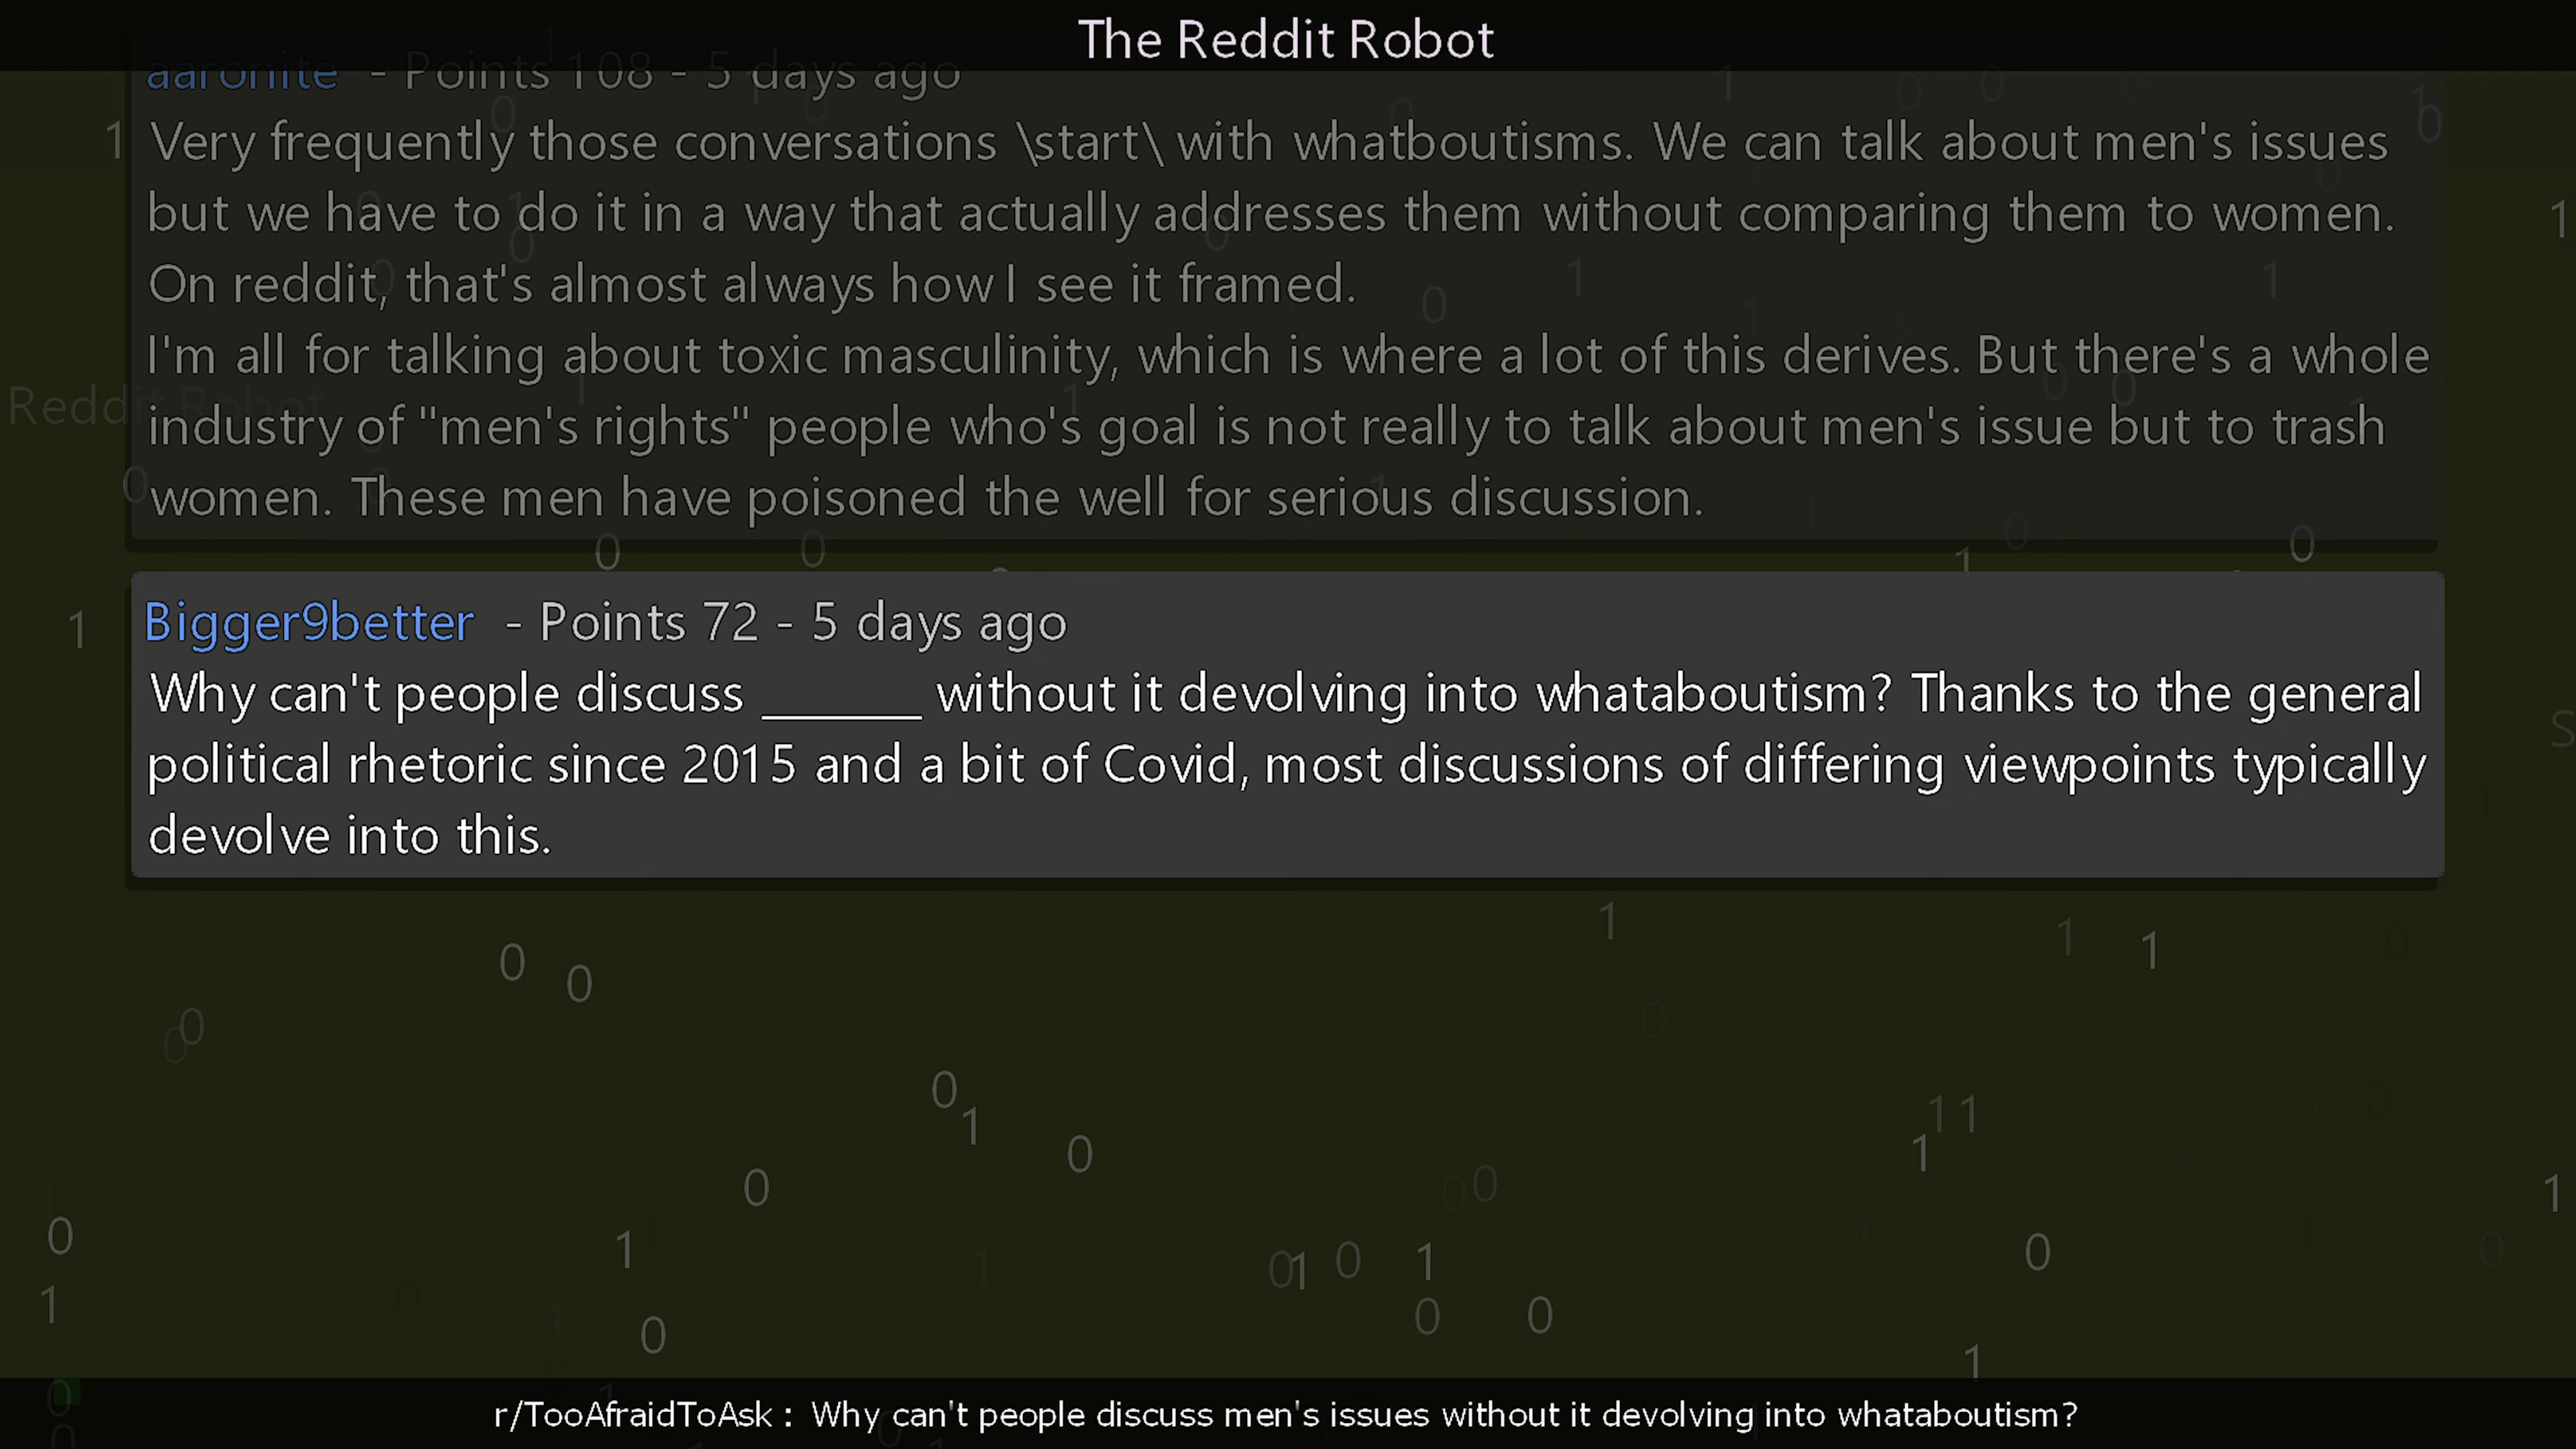 The Reddit Robot
aaronite - Points 108 - 5 days ago
Very frequently those conversations \start\ with whatboutisms. We can talk about men's issues
but we have to do it in a way that actually addresses them without comparing them to women.
On reddit, that's almost always how I see it framed.
I'm all for talking about toxic masculinity, which is where a lot of this derives. But there's a whole
industry of "men's rights" people who's goal is not really to talk about men's issue but to trash
women. These men have poisoned the well for serious discussion.
Reddit Robot
Bigger9better - Points 72 - 5 days ago
Why can't people discuss _______ without it devolving into whataboutism? Thanks to the general
political rhetoric since 2015 and a bit of Covid, most discussions of differing viewpoints typically
devolve into this.
r/TooAfraidToAsk : Why can't people discuss men's issues without it devolving into whataboutism?